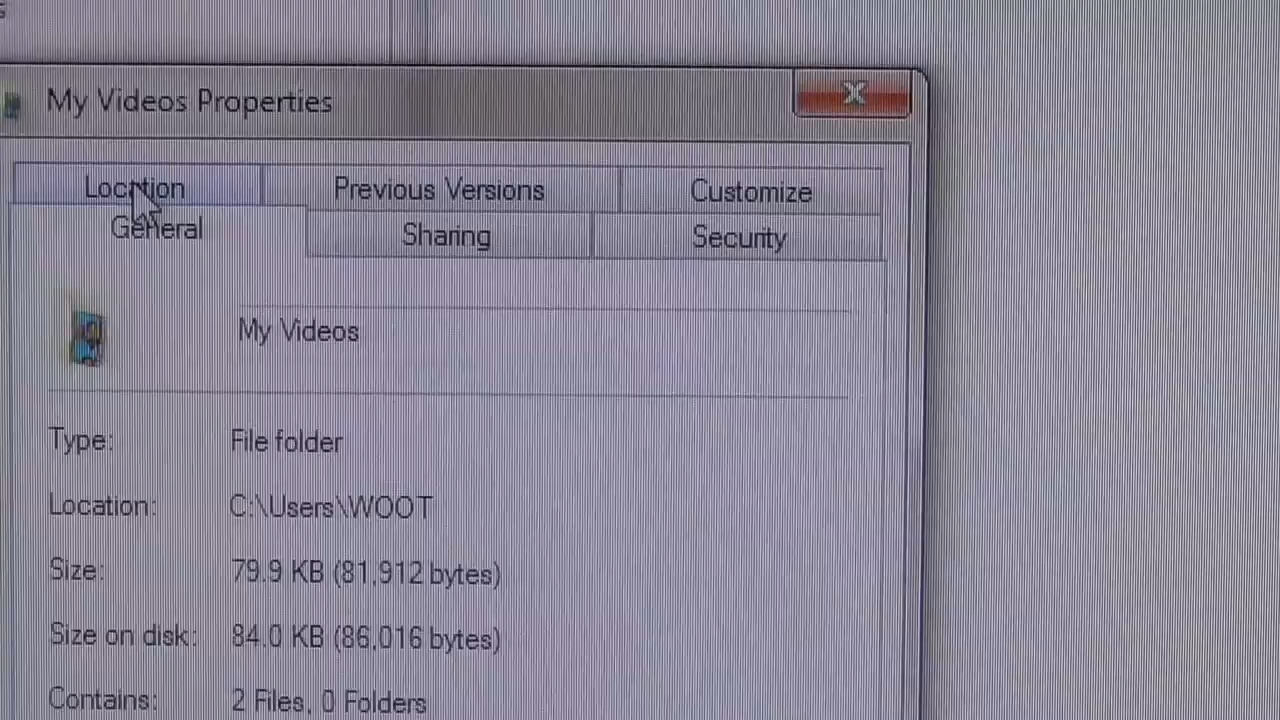 My Videos Properties
X
Location Previous Versions Customize
General Sharing Security
My Videos
Type: File folder
Location: C:\Users\WOOT
Size: 79.9 KB (81,912 bytes)
Size on disk: 84.0 KB (86,016 bytes)
Contains: 2 Files, 0 Folders